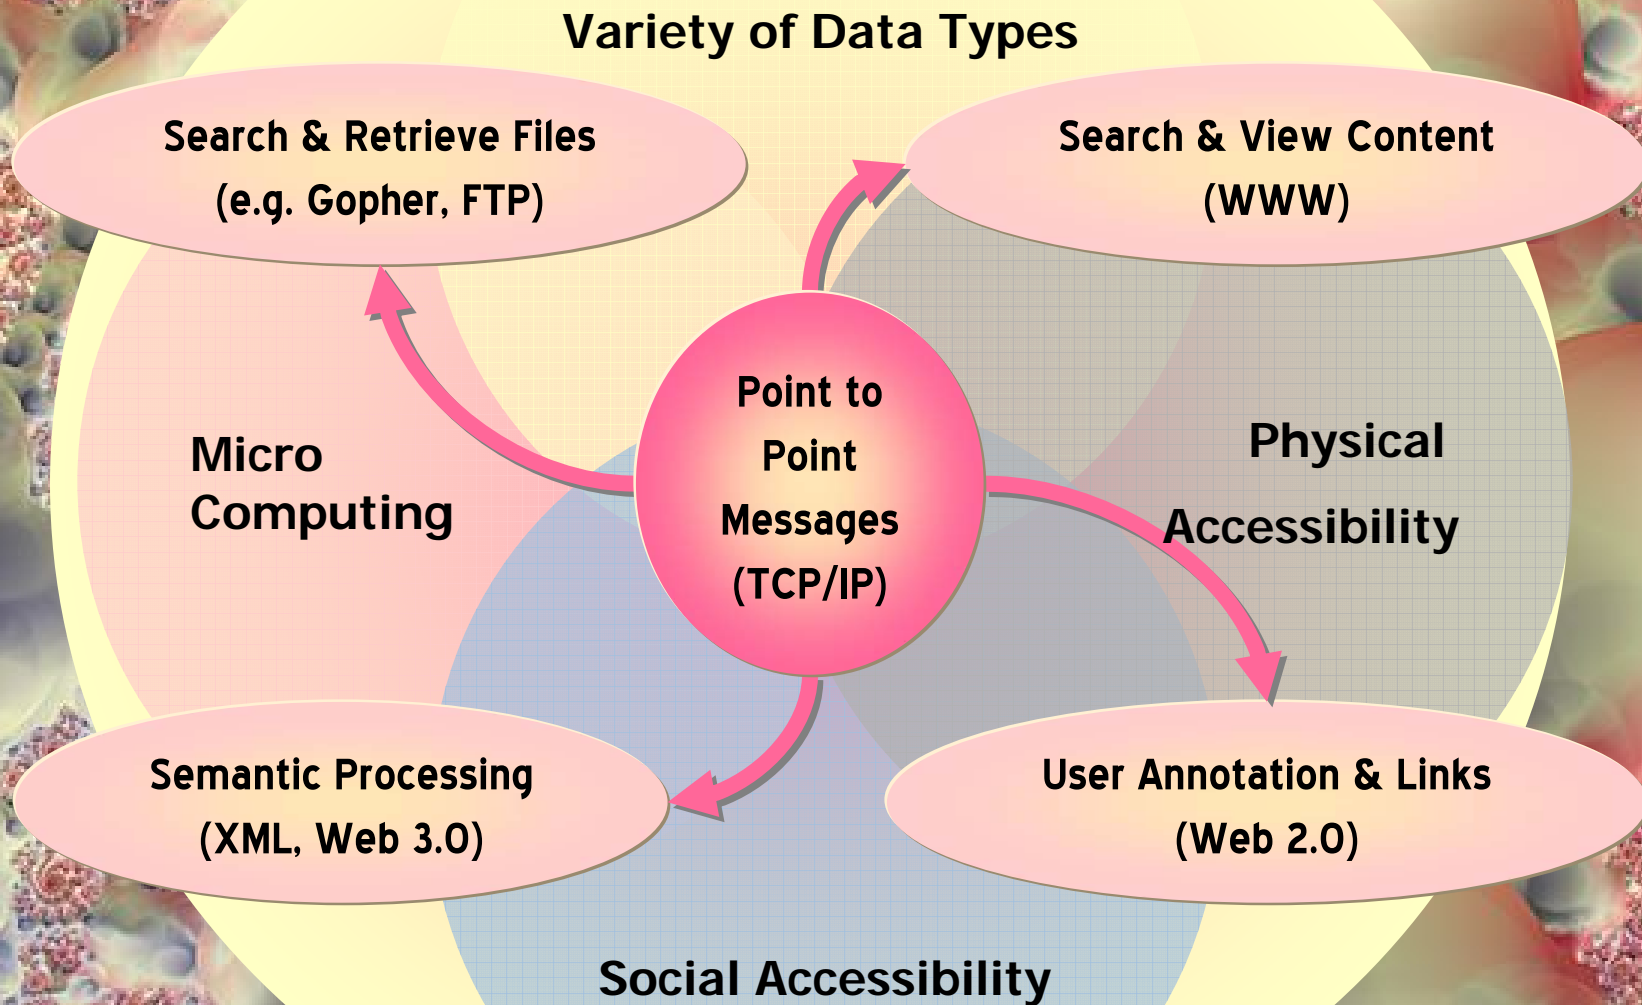 Variety of Data Types
Search & Retrieve Files
(e.g. Gopher, FTP)
Search & View Content
(WWW)
Point to
Point
Messages
(TCP/IP)
Micro
Computing
Physical
Accessibility
Semantic Processing
(XML, Web 3.0)
User Annotation & Links
(Web 2.0)
Social Accessibility